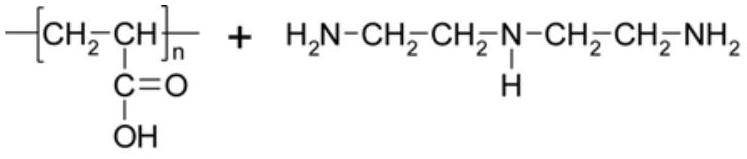 [CH₂-CH]ₙ + H₂N-CH₂-CH₂-N-CH₂-CH₂-NH₂
C=O H
OH